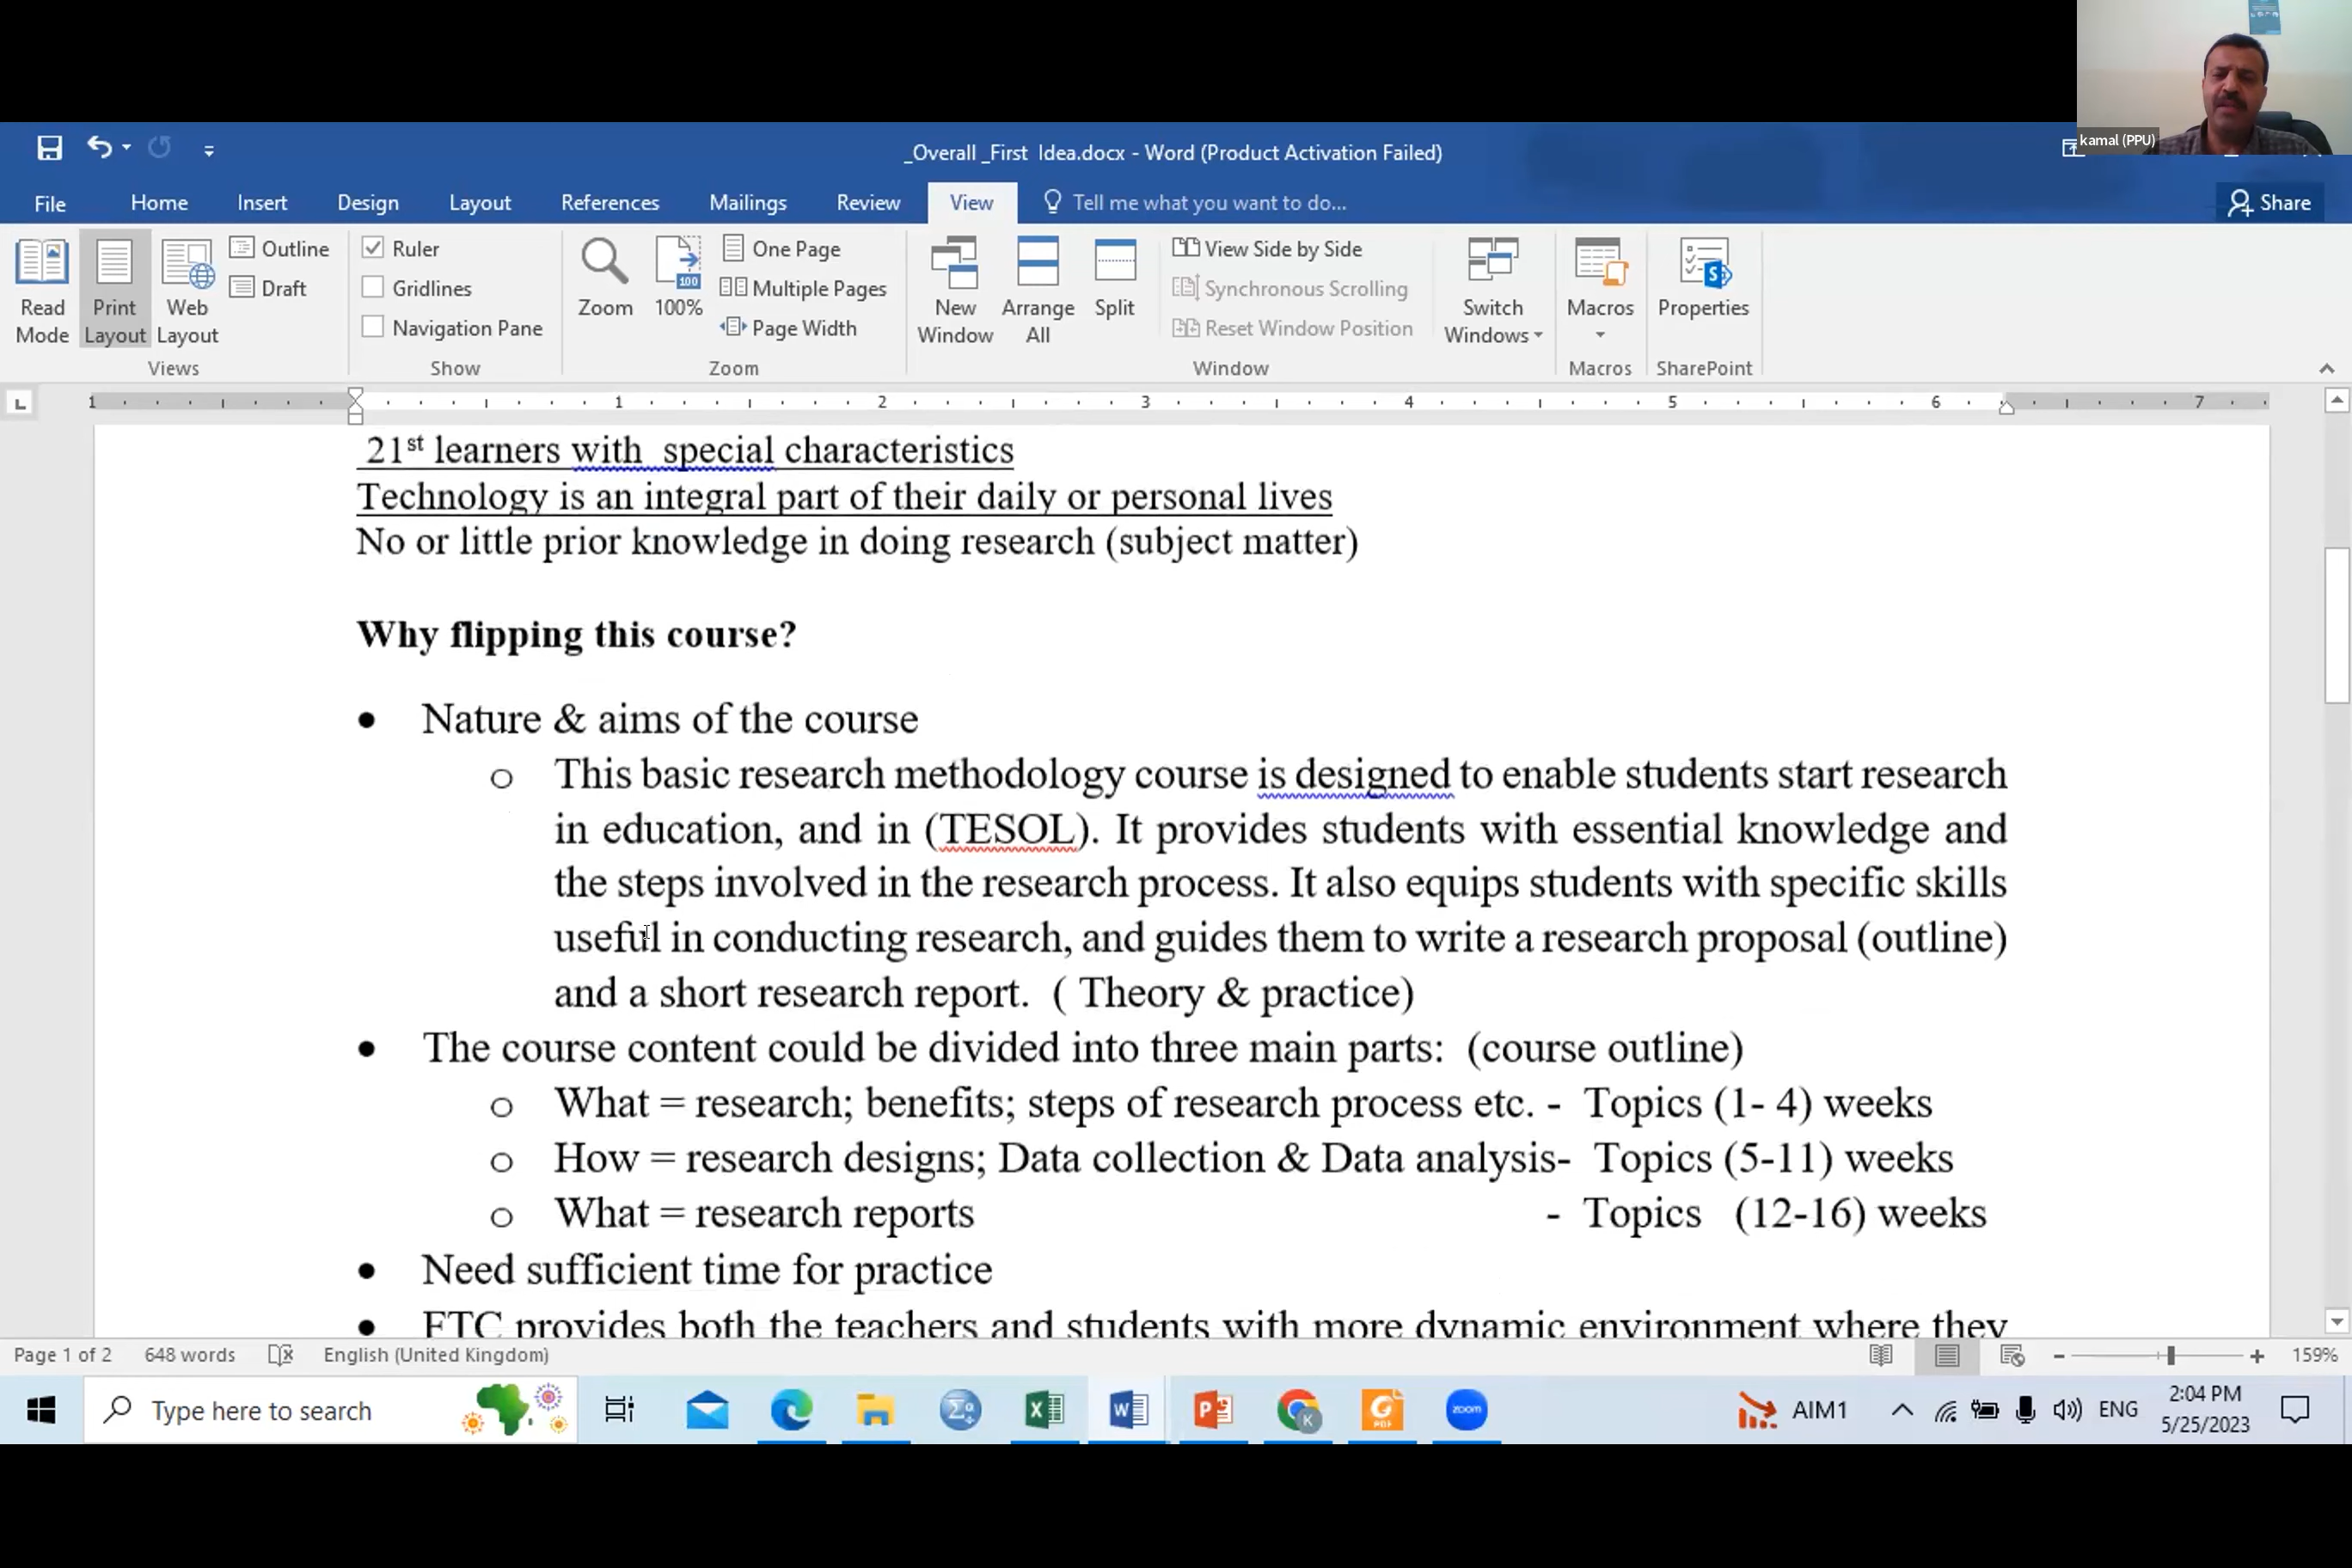 kamal (PPU)
_Overall _First Idea.docx - Word (Product Activation Failed)
File Home Insert Design Layout References Mailings Review View Tell me what you want to do... Share
Read Mode
Print Layout
Web Layout
Outline
Draft
Views
Ruler
Gridlines
Navigation Pane
Show
Zoom
100
100%
One Page
Multiple Pages
Page Width
Zoom
New Window
Arrange All
Split
View Side by Side
Synchronous Scrolling
Reset Window Position
Window
Switch Windows
Macros
Macros
Properties
SharePoint
1 1 2 3 4 5 6 7
21st learners with special characteristics
Technology is an integral part of their daily or personal lives
No or little prior knowledge in doing research (subject matter)
Why flipping this course?
● Nature & aims of the course
o This basic research methodology course is designed to enable students start research
in education, and in (TESOL). It provides students with essential knowledge and
the steps involved in the research process. It also equips students with specific skills
useful in conducting research, and guides them to write a research proposal (outline)
and a short research report. ( Theory & practice)
● The course content could be divided into three main parts: (course outline)
o What = research; benefits; steps of research process etc. - Topics (1- 4) weeks
o How = research designs; Data collection & Data analysis- Topics (5-11) weeks
o What = research reports - Topics (12-16) weeks
● Need sufficient time for practice
● FTC provides both the teachers and students with more dynamic environment where they
Page 1 of 2 648 words English (United Kingdom) 159%
Type here to search
zoom
AIM1
ENG
2:04 PM
5/25/2023